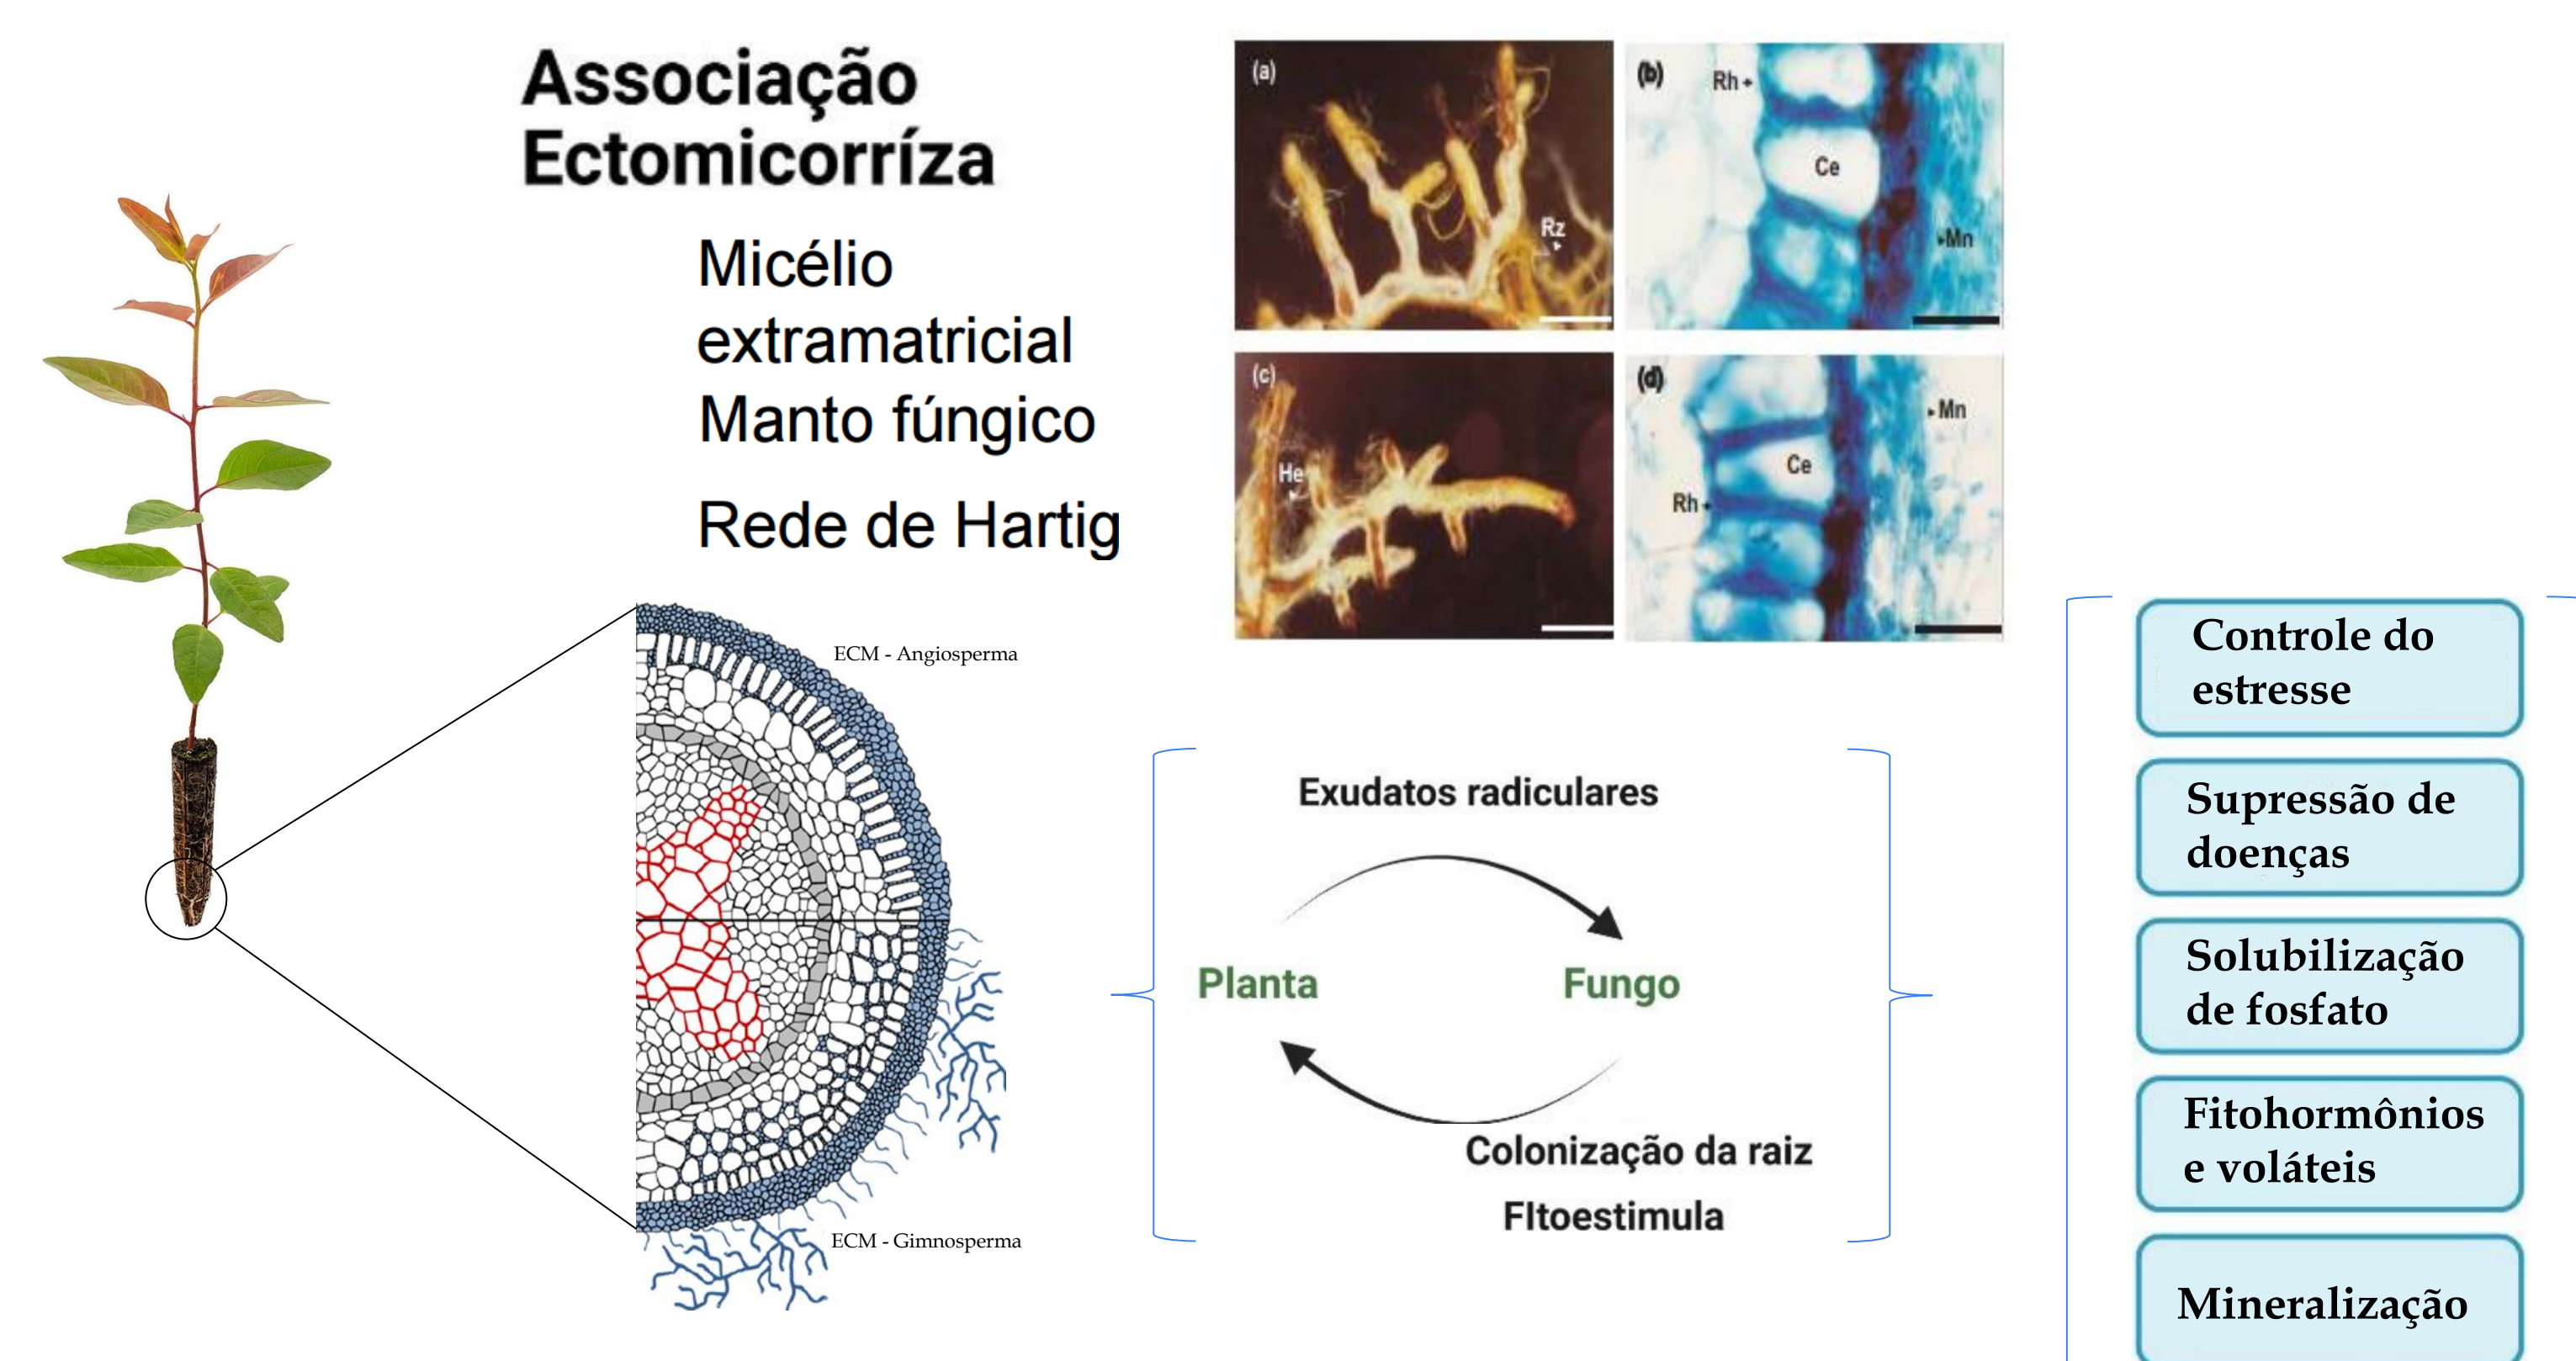 Associação
Ectomicorríza
Micélio
extramatricial
Manto fúngico
Rede de Hartig
(a)
Rz
(b)
Rh
Ce
Mn
(c)
He
(d)
Mn
Ce
Rh
ECM - Angiosperma
ECM - Gimnosperma
Exudatos radiculares
Planta
Fungo
Colonização da raiz
FItoestimula
Controle do
estresse
Supressão de
doenças
Solubilização
de fosfato
Fitohormônios
e voláteis
Mineralização